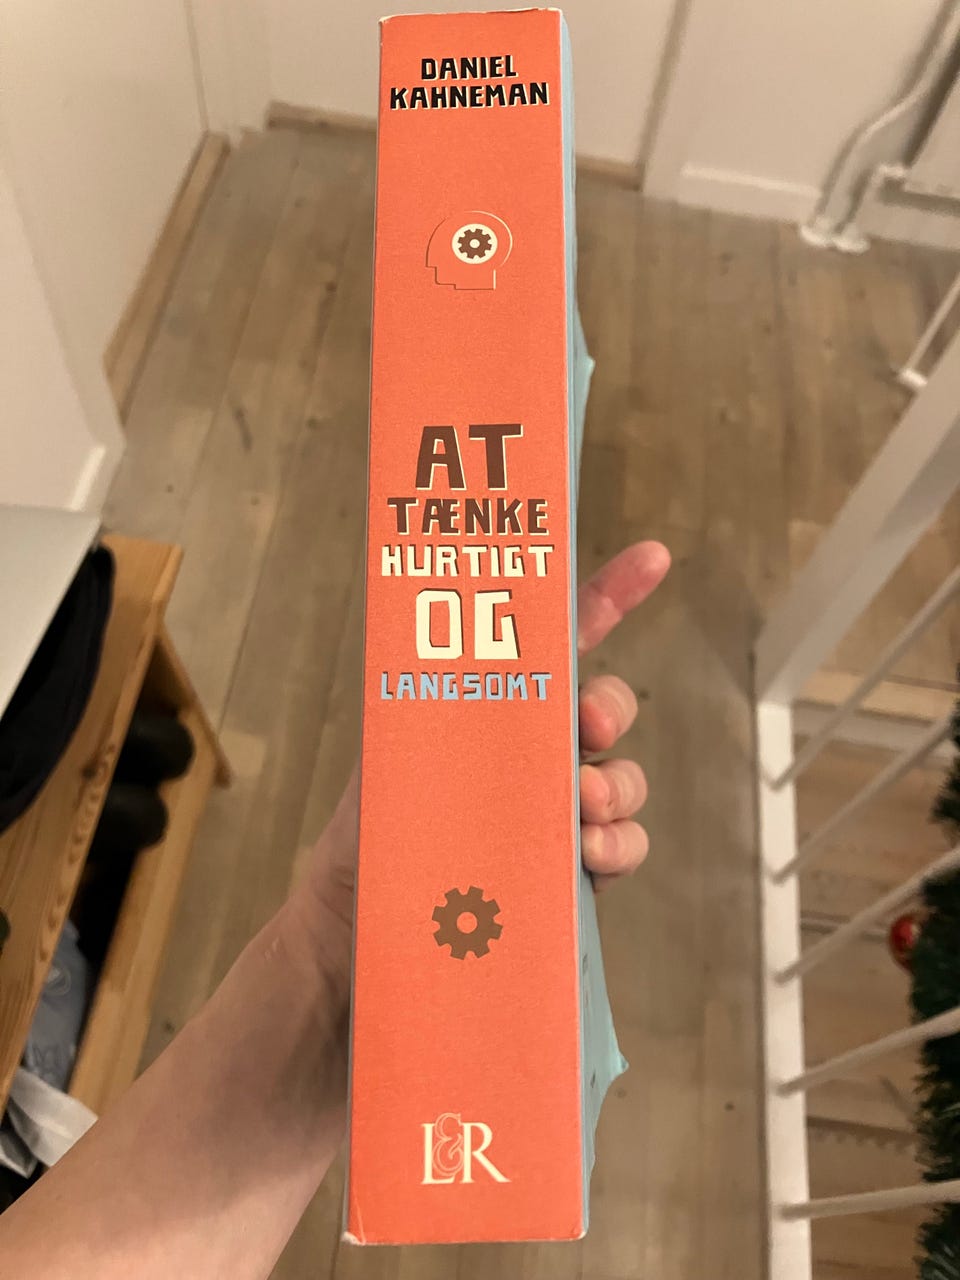 DANIEL
KAHNEMAN
AT
TÆNKE
HURTIGT
OG
LANGSOMT
L&R